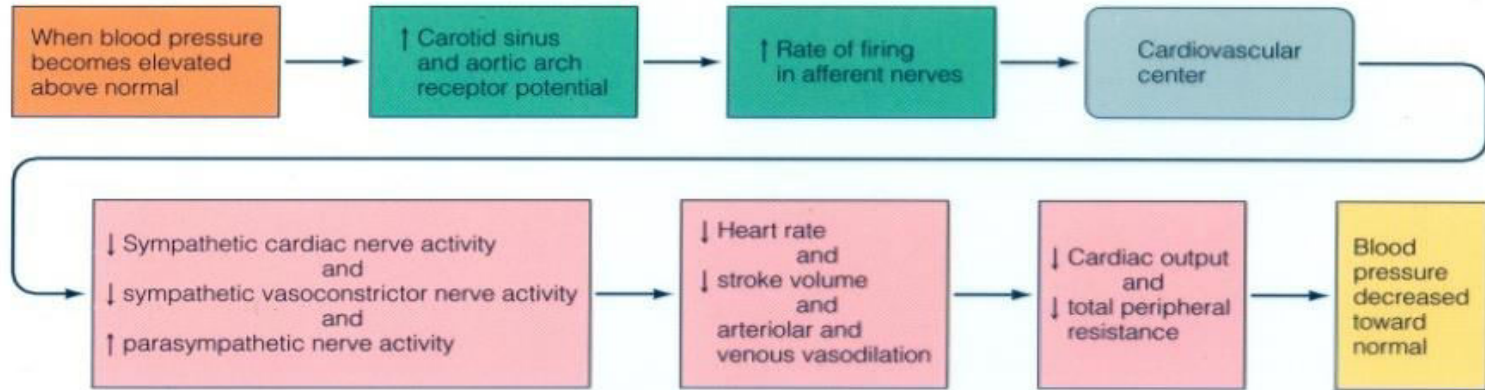 When blood pressure
becomes elevated
above normal
↑ Carotid sinus
and aortic arch
receptor potential
↑ Rate of firing
in afferent nerves
Cardiovascular
center
↓ Sympathetic cardiac nerve activity
and
↓ sympathetic vasoconstrictor nerve activity
and
↑ parasympathetic nerve activity
↓ Heart rate
and
↓ stroke volume
and
arteriolar and
venous vasodilation
↓ Cardiac output
and
↓ total peripheral
resistance
Blood
pressure
decreased
toward
normal